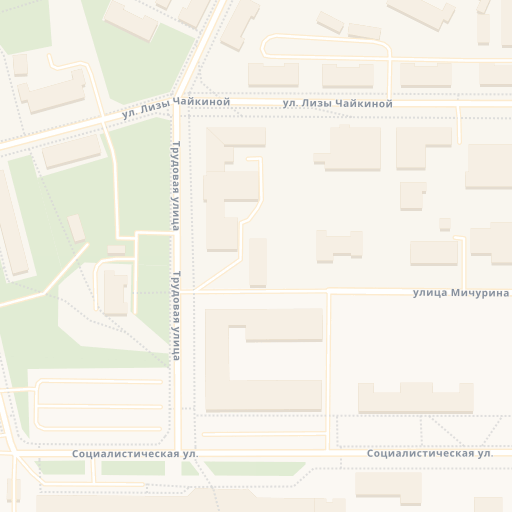 ул. Лизы Чайкиной
ул. Лизы Чайкиной
Трудовая улица
Трудовая улица
улица Мичурина
Социалистическая ул.
Социалистическая ул.